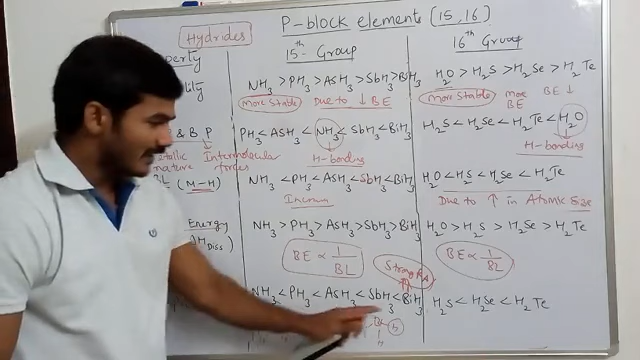 P-block elements (15,16)
Hydrides
15th Group
16th Group
NH3 > PH3 > AsH3 > SbH3 > BiH3
H2O > H2S > H2Se > H2Te
More stable Due to ↓ BE
More stable more BE BE ↓
PH3 < AsH3 < NH3 < SbH3 < BiH3
H2S < H2Se < H2Te < H2O
& B P
H-bonding
H-bonding
Intermolecular forces
nature
(M-H)
NH3 < PH3 < AsH3 < SbH3 < BiH3
H2O < H2S < H2Se < H2Te
Due to ↑ in Atomic Size
Energy
NH3 > PH3 > AsH3 > SbH3 > BiH3
H2O > H2S > H2Se > H2Te
Diss)
BE ∝ 1/BL
BE ∝ 1/BL
NH3 < PH3 < AsH3 < SbH3 < BiH3
H2S < H2Se < H2Te